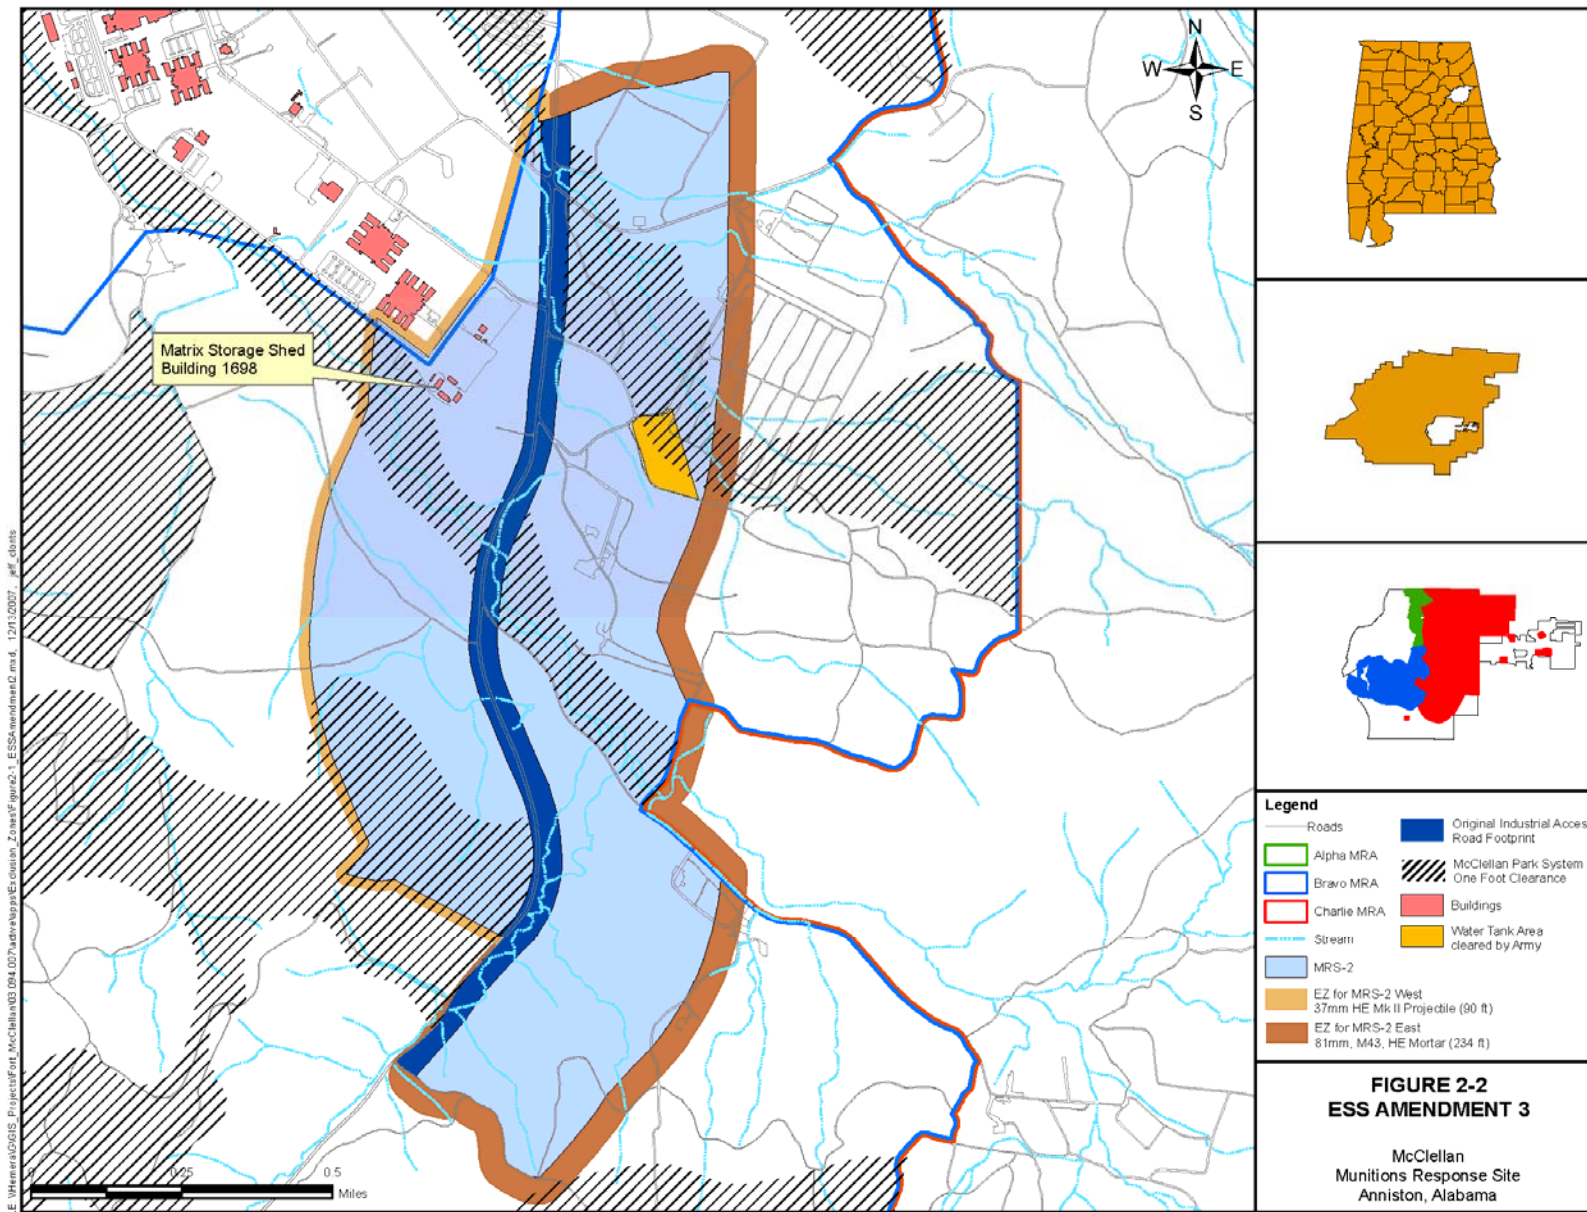 N
W
E
S
Matrix Storage Shed
Building 1698
0.25
0.5
Miles
Legend
Roads
Alpha MRA
Bravo MRA
Charlie MRA
Stream
MRS-2
EZ for MRS-2 West
37mm HE Mk II Projectile (90 ft)
EZ for MRS-2 East
81mm, M43, HE Mortar (234 ft)
Original Industrial Acces
Road Footprint
McClellan Park System
One Foot Clearance
Buildings
Water Tank Area
cleared by Army
FIGURE 2-2
ESS AMENDMENT 3
McClellan
Munitions Response Site
Anniston, Alabama